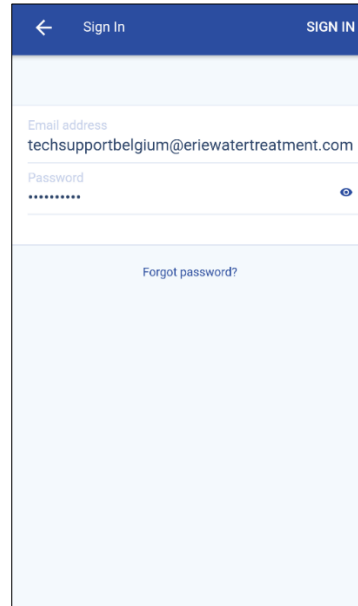 Sign In SIGN IN
Email address
techsupportbelgium@eriewatertreatment.com
Password
••••••••••
Forgot password?